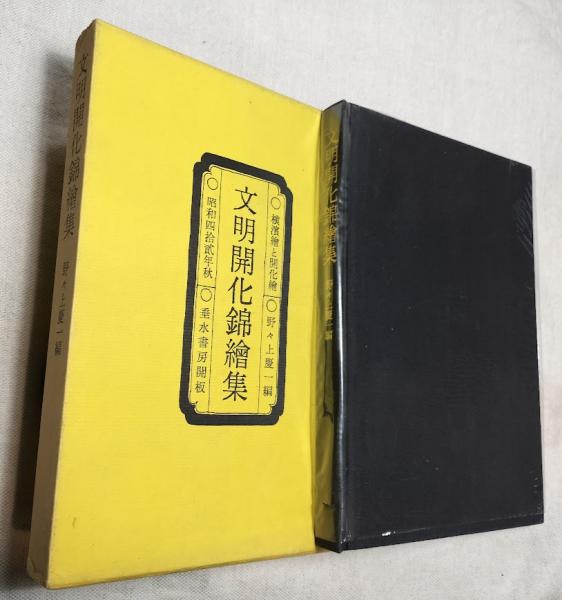 文明開化錦繪集
野々上慶一編
○橫濱繪と開化繪○野々上慶一編
文明開化錦繪集
○昭和四拾貳年秋○垂水書房開板
文明開化錦繪集
野々上慶一編